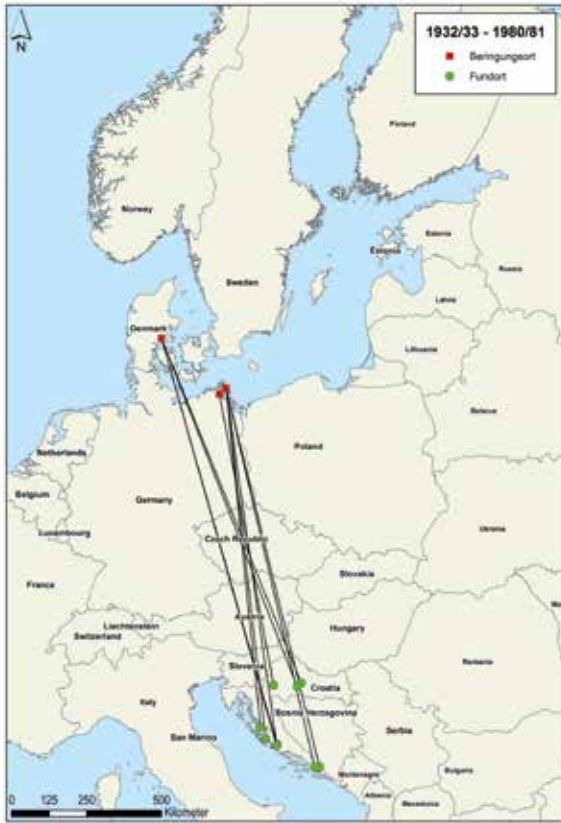 N
1932/33 - 1980/81
Beringungsort
Fundort
Finland
Norway
Sweden
Estonia
Estonia
Russia
Latvia
Denmark
Lithuania
Belarus
Netherlands
Poland
Belgium
Germany
Luxembourg
Czech Republic
Ukraine
Slovakia
France
Austria
Liechtenstein
Switzerland
Hungary
Slovenia
Romania
Croatia
Italy
Bosnia Herzegovina
Serbia
San Marino
Montenegro
Bulgaria
Albania
Macedonia
0 125 250 500
Kilometer